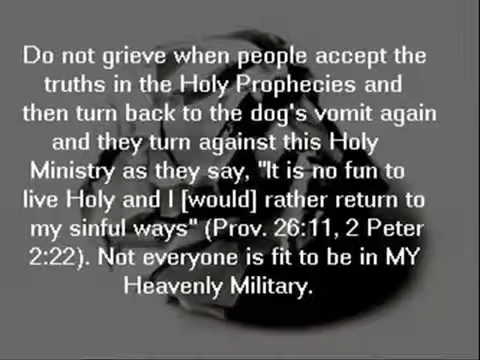 Do not grieve when people accept the
truths in the Holy Prophecies and
then turn back to the dog's vomit again
and they turn against this Holy
Ministry as they say, "It is no fun to
live Holy and I [would] rather return to
my sinful ways" (Prov. 26:11, 2 Peter
2:22). Not everyone is fit to be in MY
Heavenly Military.